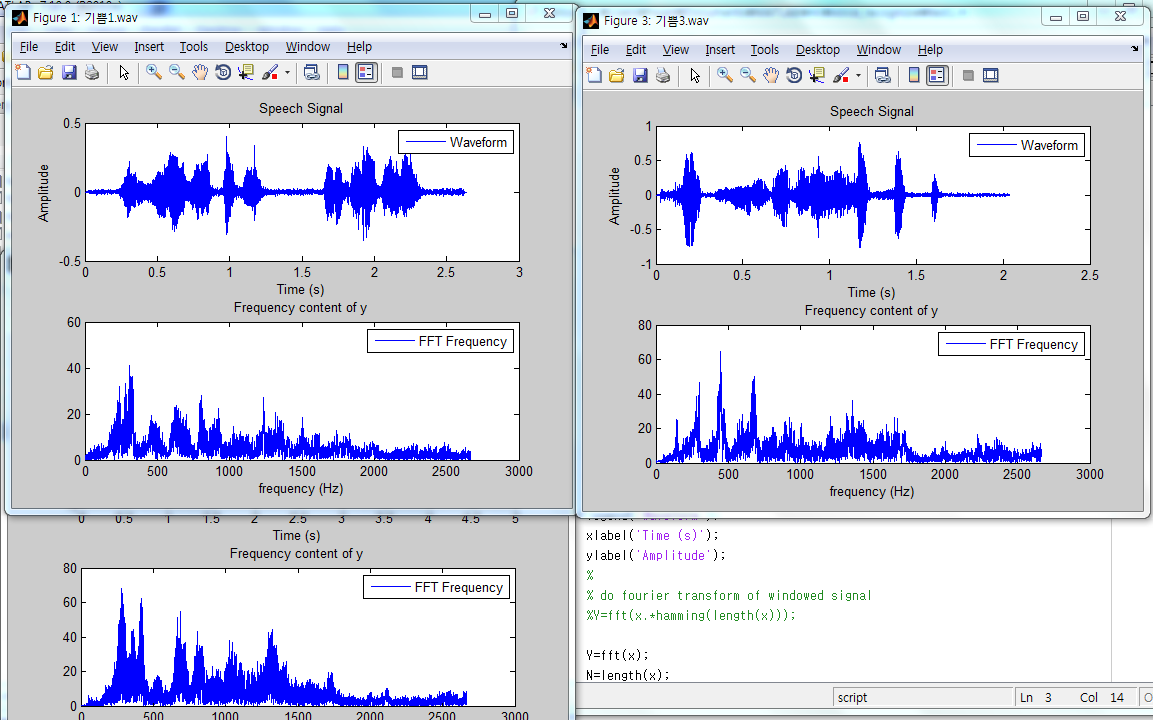 Figure 1: 기쁨1.wav
File Edit View Insert Tools Desktop Window Help
Speech Signal
Waveform
Amplitude
0.5
0
-0.5
0 0.5 1 1.5 2 2.5 3
Time (s)
Frequency content of y
FFT Frequency
60
40
20
0
0 500 1000 1500 2000 2500 3000
frequency (Hz)
Figure 3: 기쁨3.wav
File Edit View Insert Tools Desktop Window Help
Speech Signal
Waveform
Amplitude
1
0.5
0
-0.5
-1
0 0.5 1 1.5 2 2.5
Time (s)
Frequency content of y
FFT Frequency
80
60
40
20
0
0 500 1000 1500 2000 2500 3000
frequency (Hz)
0 0.5 1 1.5 2 2.5 3 3.5 4 4.5 5
Time (s)
Frequency content of y
FFT Frequency
80
60
40
20
0
0 500 1000 1500 2000 2500 3000
xlabel('Time (s)');
ylabel('Amplitude');
%
% do fourier transform of windowed signal
%Y=fft(x.*hamming(length(x)));
Y=fft(x);
N=length(x);
script
Ln 3 Col 14